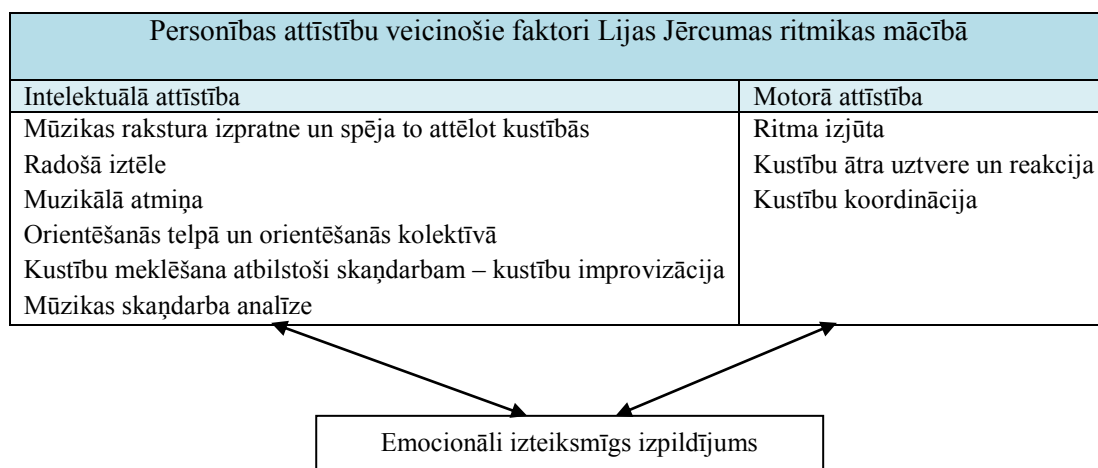 Personības attīstību veicinošie faktori Lijas Jērcumas ritmikas mācībā
Intelektuālā attīstība
Mūzikas rakstura izpratne un spēja to attēlot kustībās
Radošā iztēle
Muzikālā atmiņa
Orientēšanās telpā un orientēšanās kolektīvā
Kustību meklēšana atbilstoši skaņdarbam – kustību improvizācija
Mūzikas skaņdarba analīze
Motorā attīstība
Ritma izjūta
Kustību ātra uztvere un reakcija
Kustību koordinācija
Emocionāli izteiksmīgs izpildījums